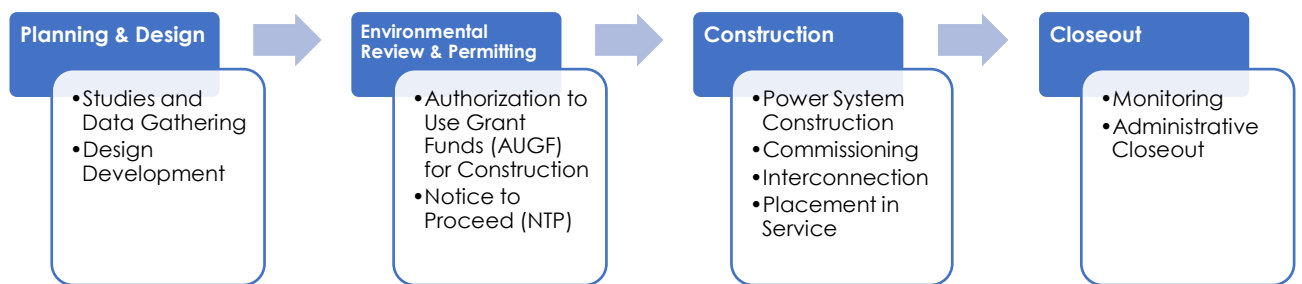 Planning & Design
•Studies and
Data Gathering
•Design
Development
Environmental
Review & Permitting
•Authorization to
Use Grant
Funds (AUGF)
for Construction
•Notice to
Proceed (NTP)
Construction
•Power System
Construction
•Commissioning
•Interconnection
•Placement in
Service
Closeout
•Monitoring
•Administrative
Closeout